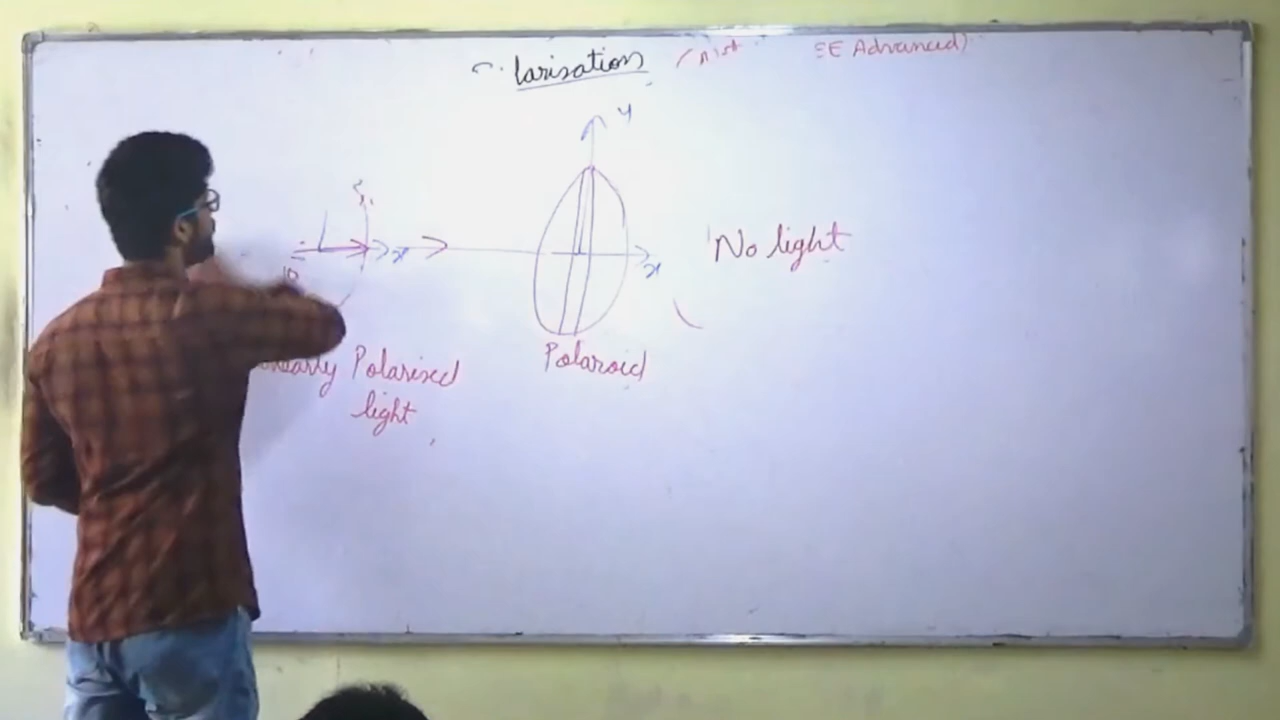 larisation
EE Advanced)
y
x
x
No light
Polaroid
Polarised
light